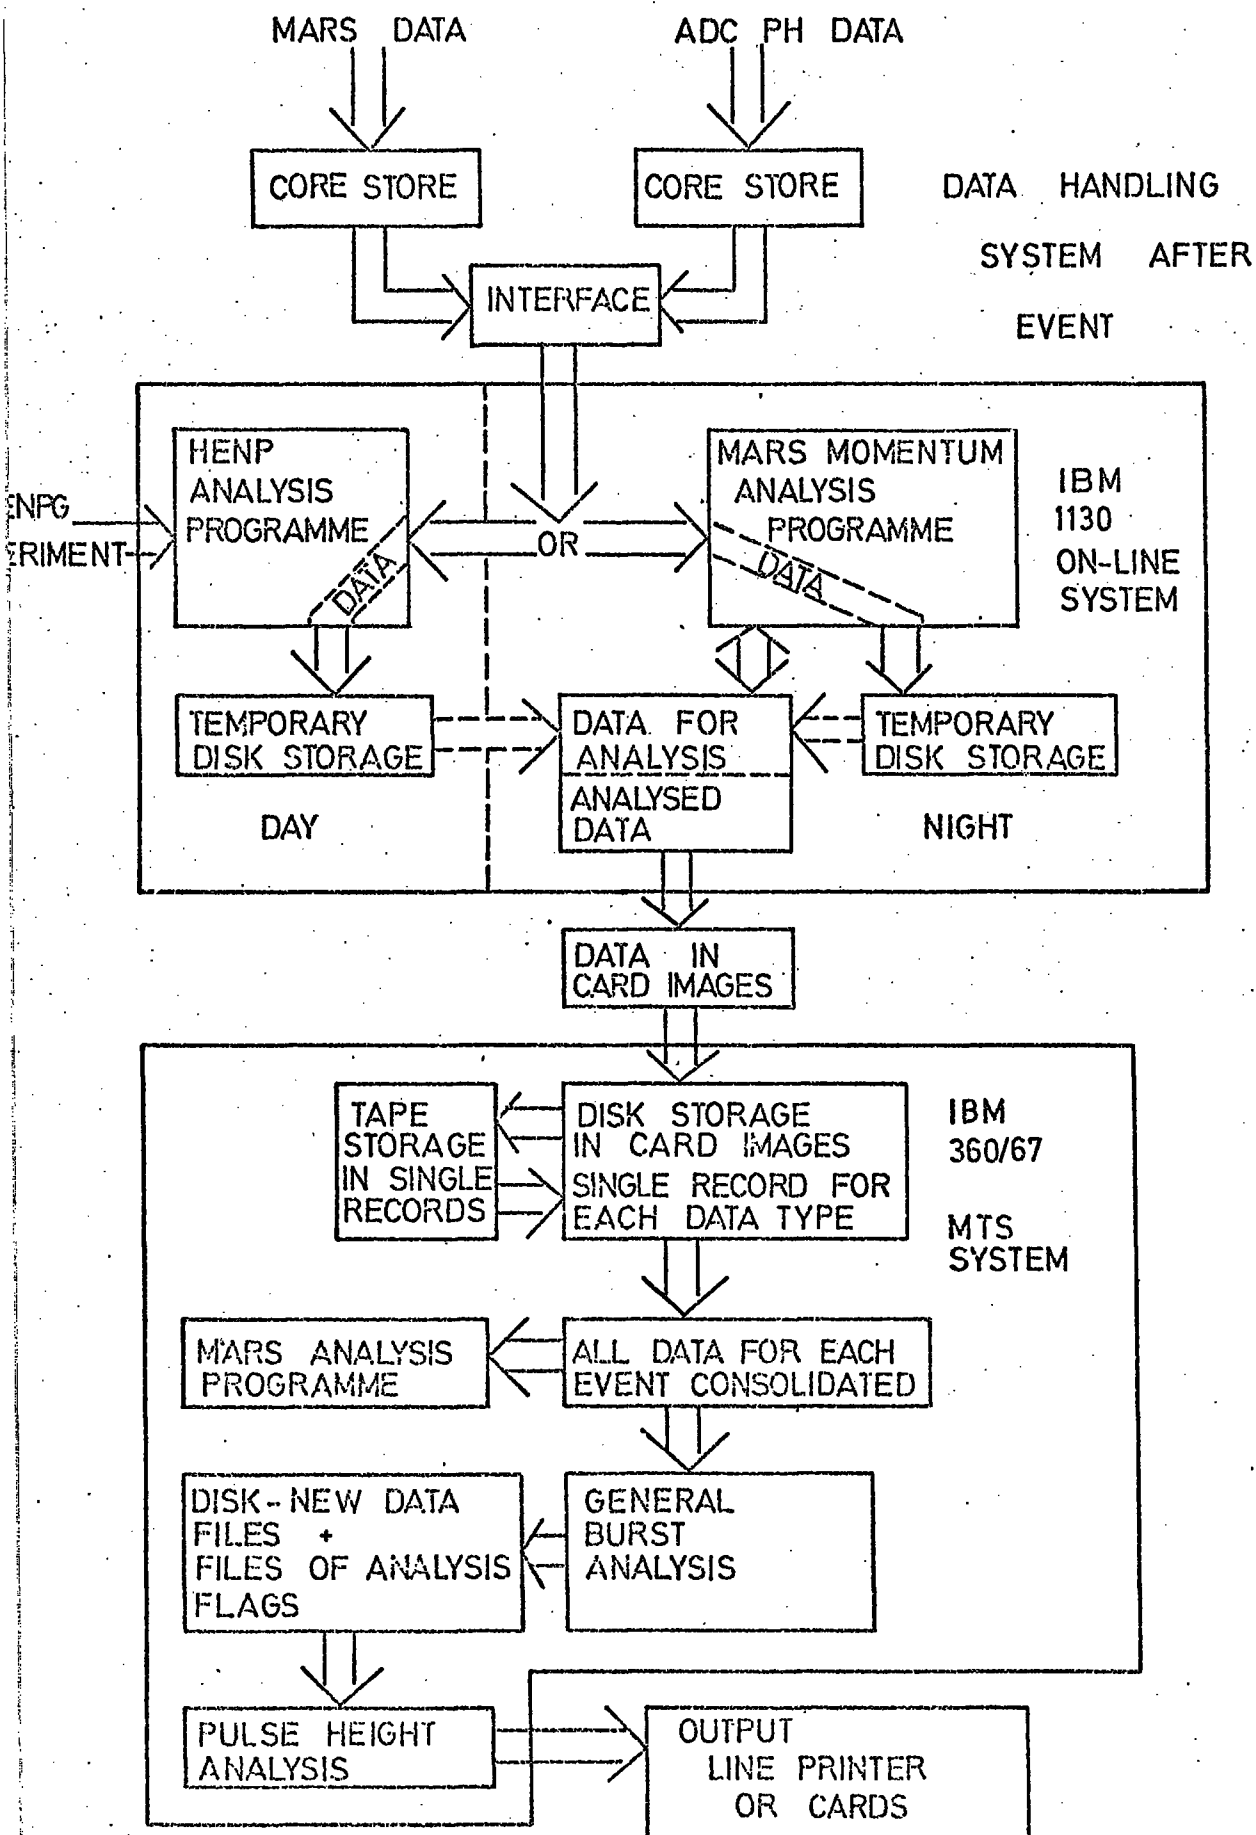 MARS DATA
ADC PH DATA
CORE STORE
CORE STORE
DATA HANDLING
SYSTEM AFTER
EVENT
INTERFACE
HENP
ANALYSIS
PROGRAMME
DATA
ENPG
ERIMENT
OR
MARS MOMENTUM
ANALYSIS
PROGRAMME
DATA
IBM
1130
ON-LINE
SYSTEM
TEMPORARY
DISK STORAGE
DATA FOR
ANALYSIS
ANALYSED
DATA
TEMPORARY
DISK STORAGE
DAY
NIGHT
DATA IN
CARD IMAGES
TAPE
STORAGE
IN SINGLE
RECORDS
DISK STORAGE
IN CARD IMAGES
SINGLE RECORD FOR
EACH DATA TYPE
IBM
360/67
MTS
SYSTEM
MARS ANALYSIS
PROGRAMME
ALL DATA FOR EACH
EVENT CONSOLIDATED
DISK-NEW DATA
FILES +
FILES OF ANALYSIS
FLAGS
GENERAL
BURST
ANALYSIS
PULSE HEIGHT
ANALYSIS
OUTPUT
LINE PRINTER
OR CARDS